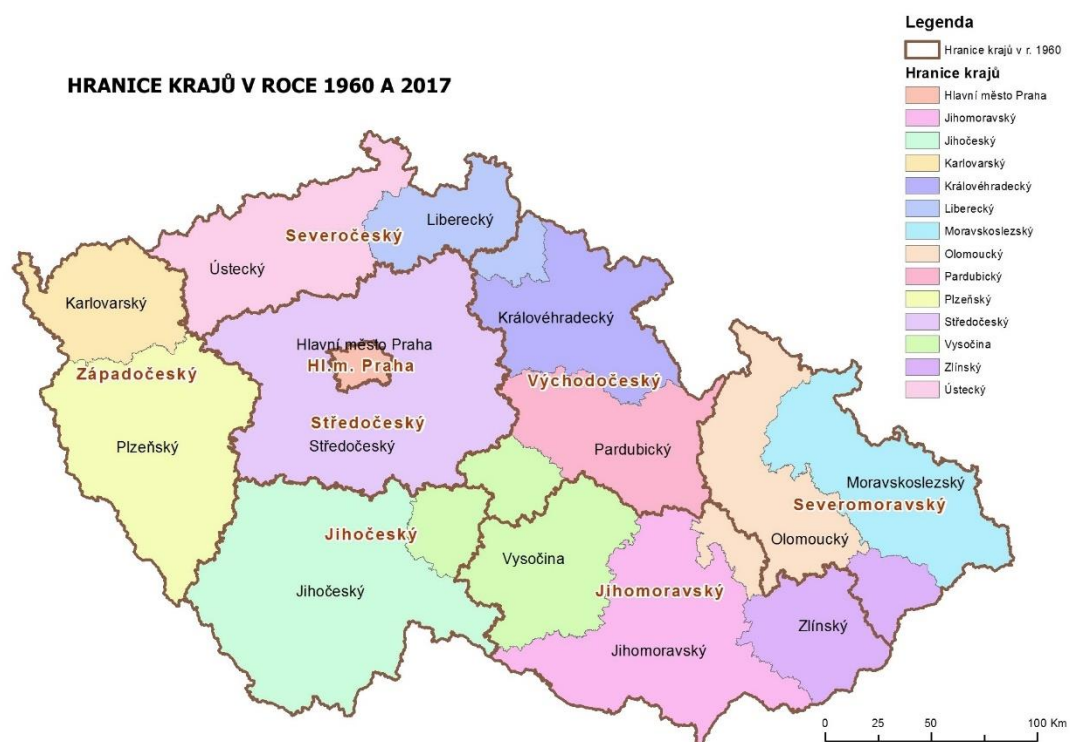 HRANICE KRAJŮ V ROCE 1960 A 2017
Legenda
Hranice krajů v r. 1960
Hranice krajů
Hlavní město Praha
Jihomoravský
Jihočeský
Karlovarský
Královéhradecký
Liberecký
Moravskoslezský
Olomoucký
Pardubický
Plzeňský
Středočeský
Vysočina
Zlínský
Ústecký
Liberecký
Severočeský
Ústecký
Karlovarský
Královéhradecký
Hlavní město Praha
Hl.m. Praha
Západočeský
Východočeský
Středočeský
Středočeský
Plzeňský
Pardubický
Moravskoslezský
Severomoravský
Olomoucký
Jihočeský
Vysočina
Jihočeský
Jihomoravský
Zlínský
Jihomoravský
0 25 50 100 Km